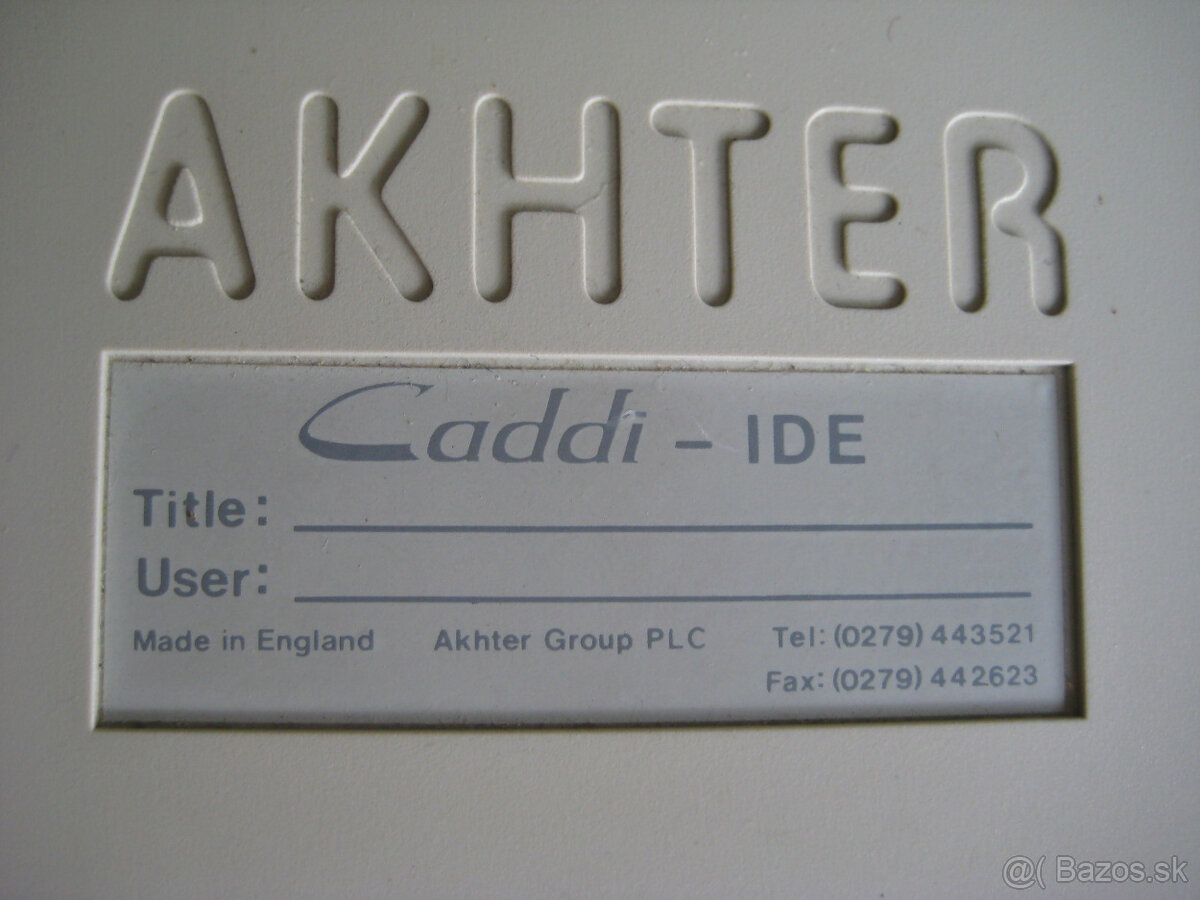 AKHTER
Caddi - IDE
Title:
User:
Made in England Akhter Group PLC Tel: (0279) 443521
Fax: (0279) 442623
@( Bazos.sk